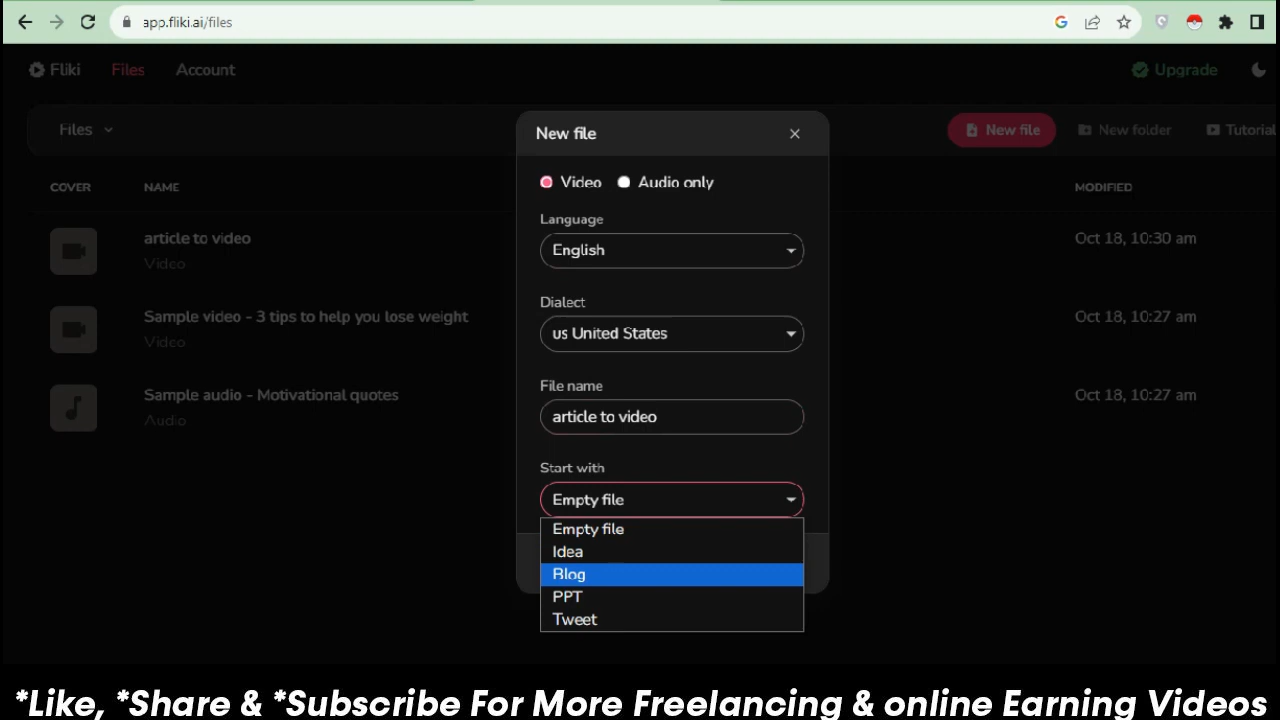 app.fliki.ai/files
Fliki Files Account Upgrade
Files New file New folder Tutorial
COVER NAME MODIFIED
article to video Oct 18, 10:30 am
Video
Sample video - 3 tips to help you lose weight Oct 18, 10:27 am
Video
Sample audio - Motivational quotes Oct 18, 10:27 am
Audio
New file
Video Audio only
Language
English
Dialect
us United States
File name
article to video
Start with
Empty file
Empty file
Idea
Blog
PPT
Tweet
*Like, *Share & *Subscribe For More Freelancing & online Earning Videos